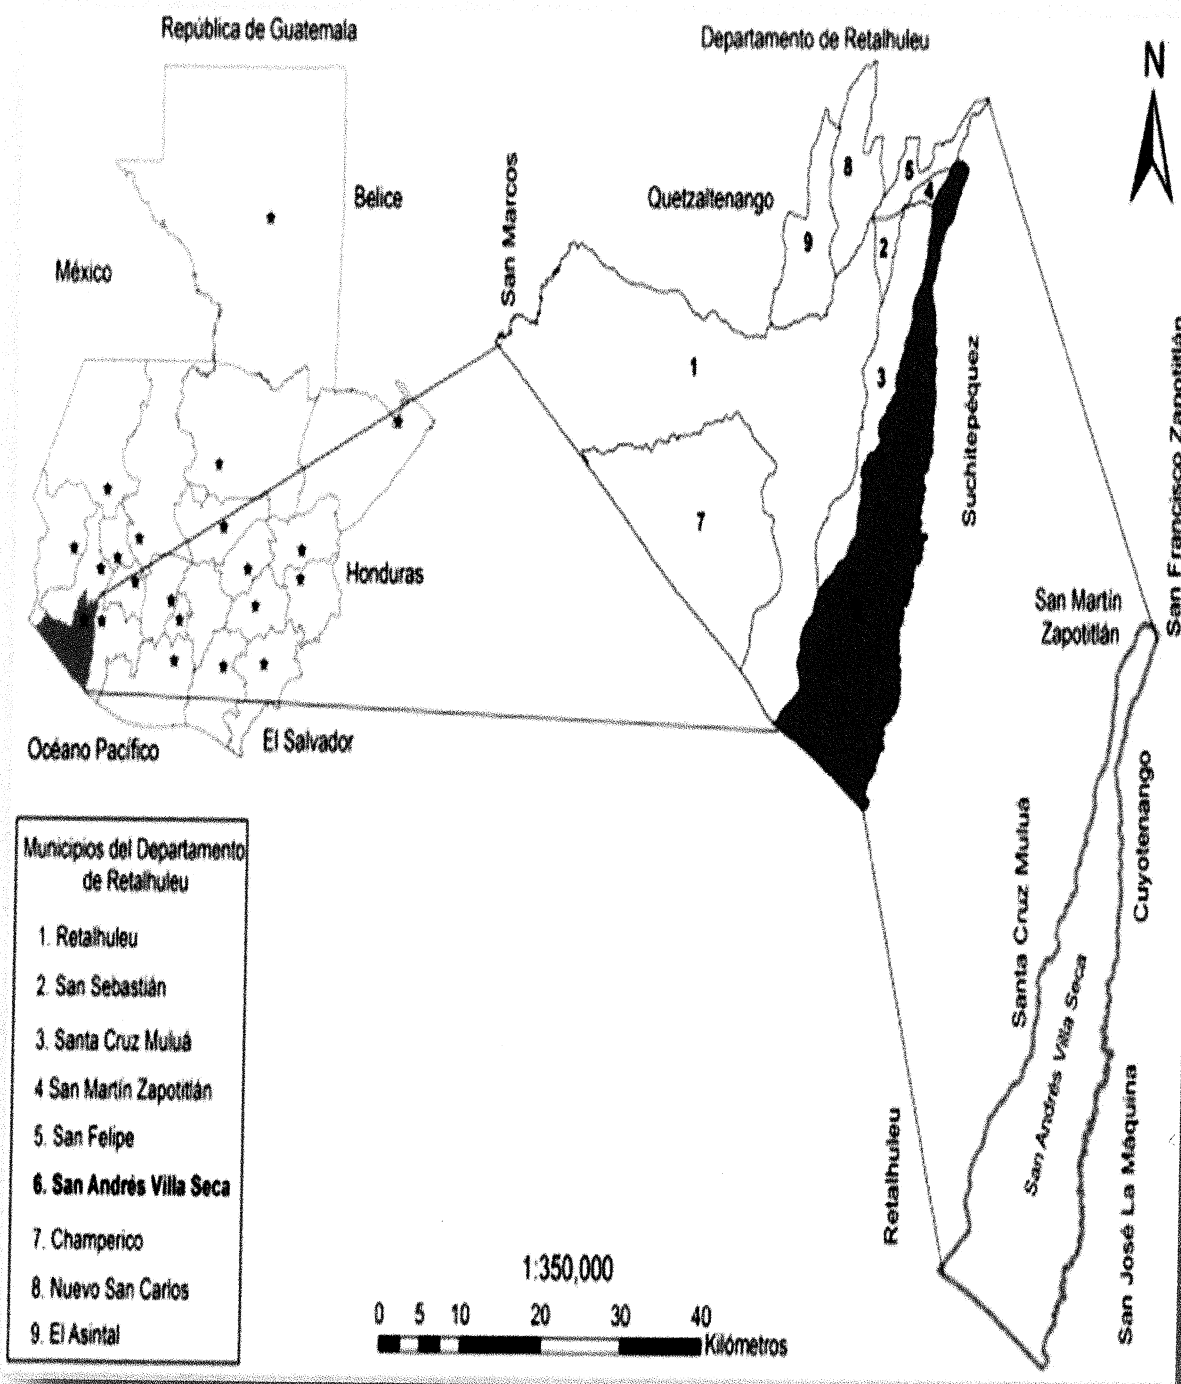 República de Guatemala
Departamento de Retalhuleu
N
San Marcos
Quetzaltenango
Belice
México
8
5
4
9
2
1
3
7
Suchitepéquez
San Francisco Zapotitlán
Honduras
San Martín
Zapotitlán
El Salvador
Océano Pacífico
Santa Cruz Muluá
Cuyotenango
San Andrés Villa Seca
Retalhuleu
San José La Máquina
Municipios del Departamento
de Retalhuleu
1. Retalhuleu
2. San Sebastián
3. Santa Cruz Muluá
4 San Martín Zapotitlán
5. San Felipe
6. San Andrés Villa Seca
7. Champerico
8. Nuevo San Carlos
9. El Asintal
1:350,000
0 5 10 20 30 40
Kilómetros